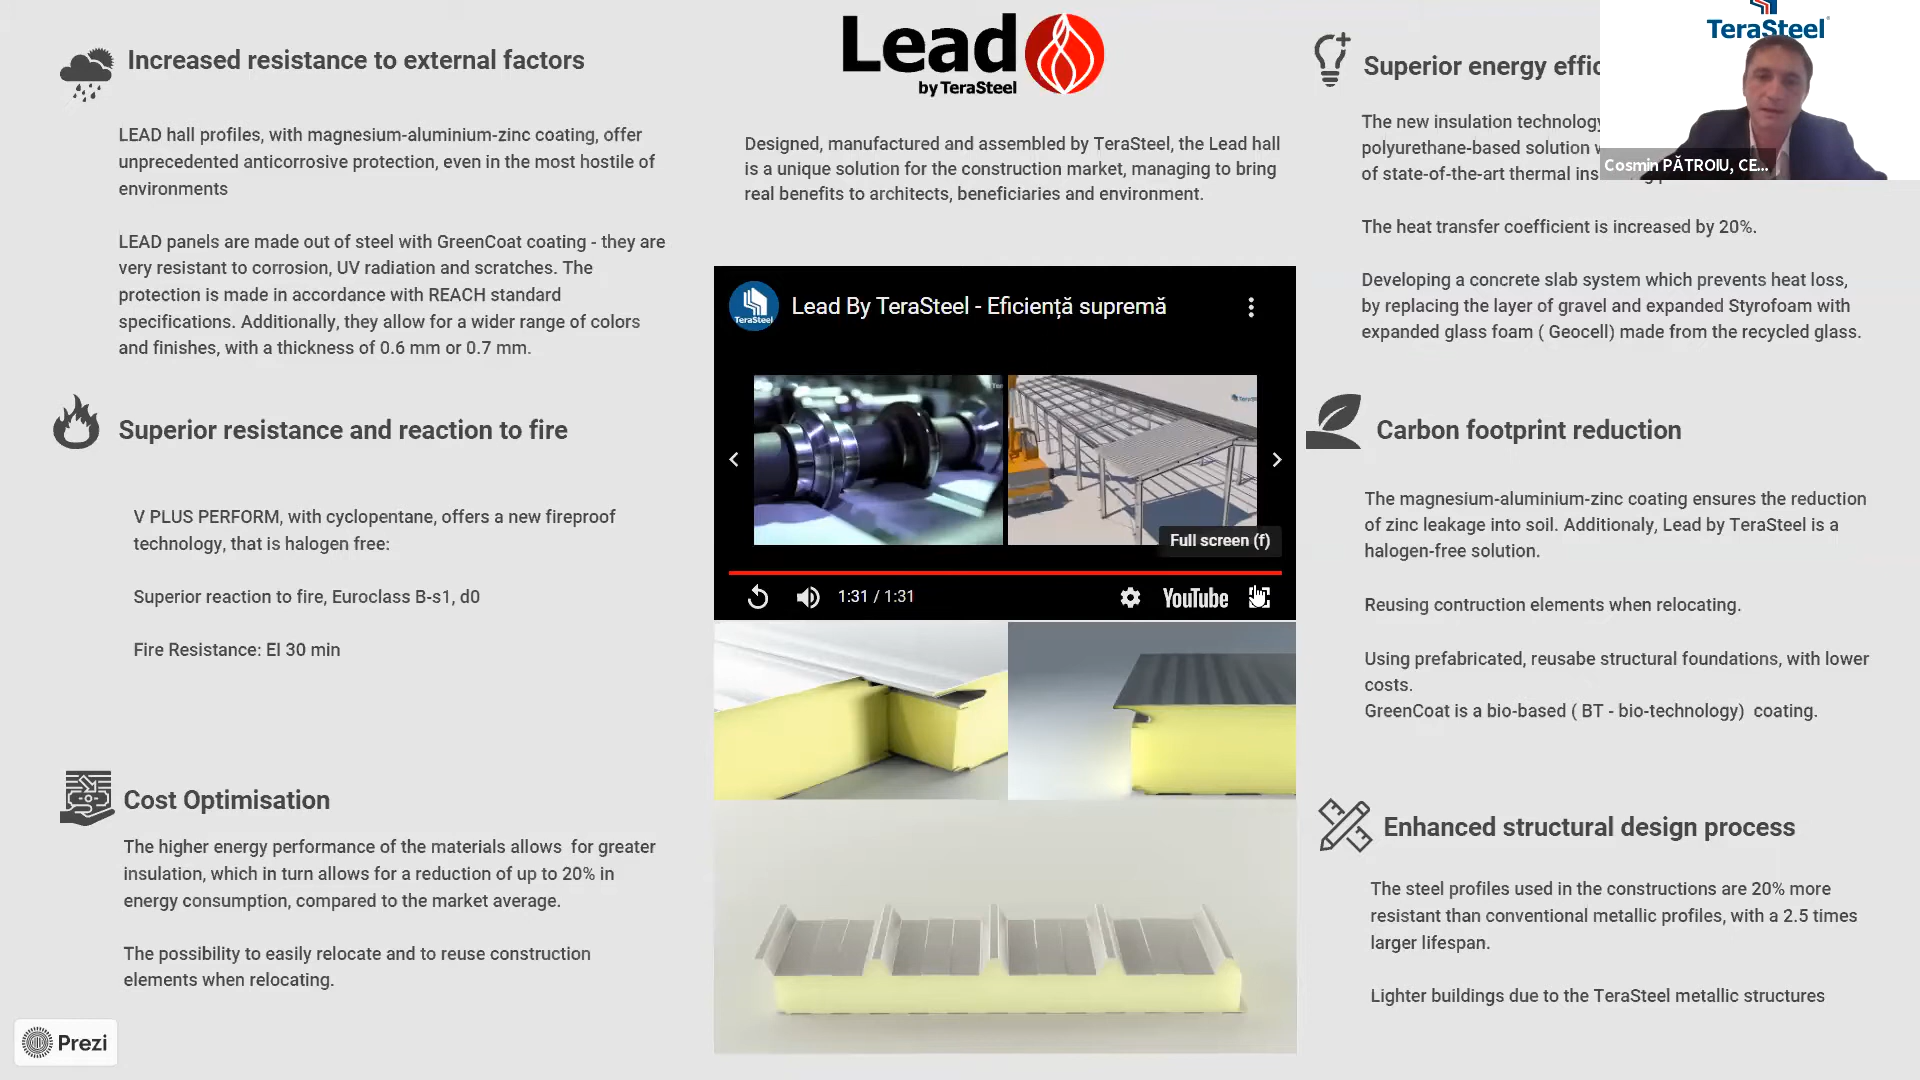 Increased resistance to external factors
LEAD hall profiles, with magnesium-aluminium-zinc coating, offer
unprecedented anticorrosive protection, even in the most hostile of
environments
LEAD panels are made out of steel with GreenCoat coating - they are
very resistant to corrosion, UV radiation and scratches. The
protection is made in accordance with REACH standard
specifications. Additionally, they allow for a wider range of colors
and finishes, with a thickness of 0.6 mm or 0.7 mm.
Superior resistance and reaction to fire
V PLUS PERFORM, with cyclopentane, offers a new fireproof
technology, that is halogen free:
Superior reaction to fire, Euroclass B-s1, d0
Fire Resistance: EI 30 min
Cost Optimisation
The higher energy performance of the materials allows for greater
insulation, which in turn allows for a reduction of up to 20% in
energy consumption, compared to the market average.
The possibility to easily relocate and to reuse construction
elements when relocating.
Prezi
Lead
by TeraSteel
Designed, manufactured and assembled by TeraSteel, the Lead hall
is a unique solution for the construction market, managing to bring
real benefits to architects, beneficiaries and environment.
TeraSteel
Lead By TeraSteel - Eficiență supremă
Full screen (f)
1:31 / 1:31
YouTube
TeraSteel
Cosmin PĂTROIU, CE...
Superior energy effic
The new insulation technology
polyurethane-based solution
of state-of-the-art thermal ins
The heat transfer coefficient is increased by 20%.
Developing a concrete slab system which prevents heat loss,
by replacing the layer of gravel and expanded Styrofoam with
expanded glass foam ( Geocell) made from the recycled glass.
Carbon footprint reduction
The magnesium-aluminium-zinc coating ensures the reduction
of zinc leakage into soil. Additionaly, Lead by TeraSteel is a
halogen-free solution.
Reusing contruction elements when relocating.
Using prefabricated, reusabe structural foundations, with lower
costs.
GreenCoat is a bio-based ( BT - bio-technology) coating.
Enhanced structural design process
The steel profiles used in the constructions are 20% more
resistant than conventional metallic profiles, with a 2.5 times
larger lifespan.
Lighter buildings due to the TeraSteel metallic structures